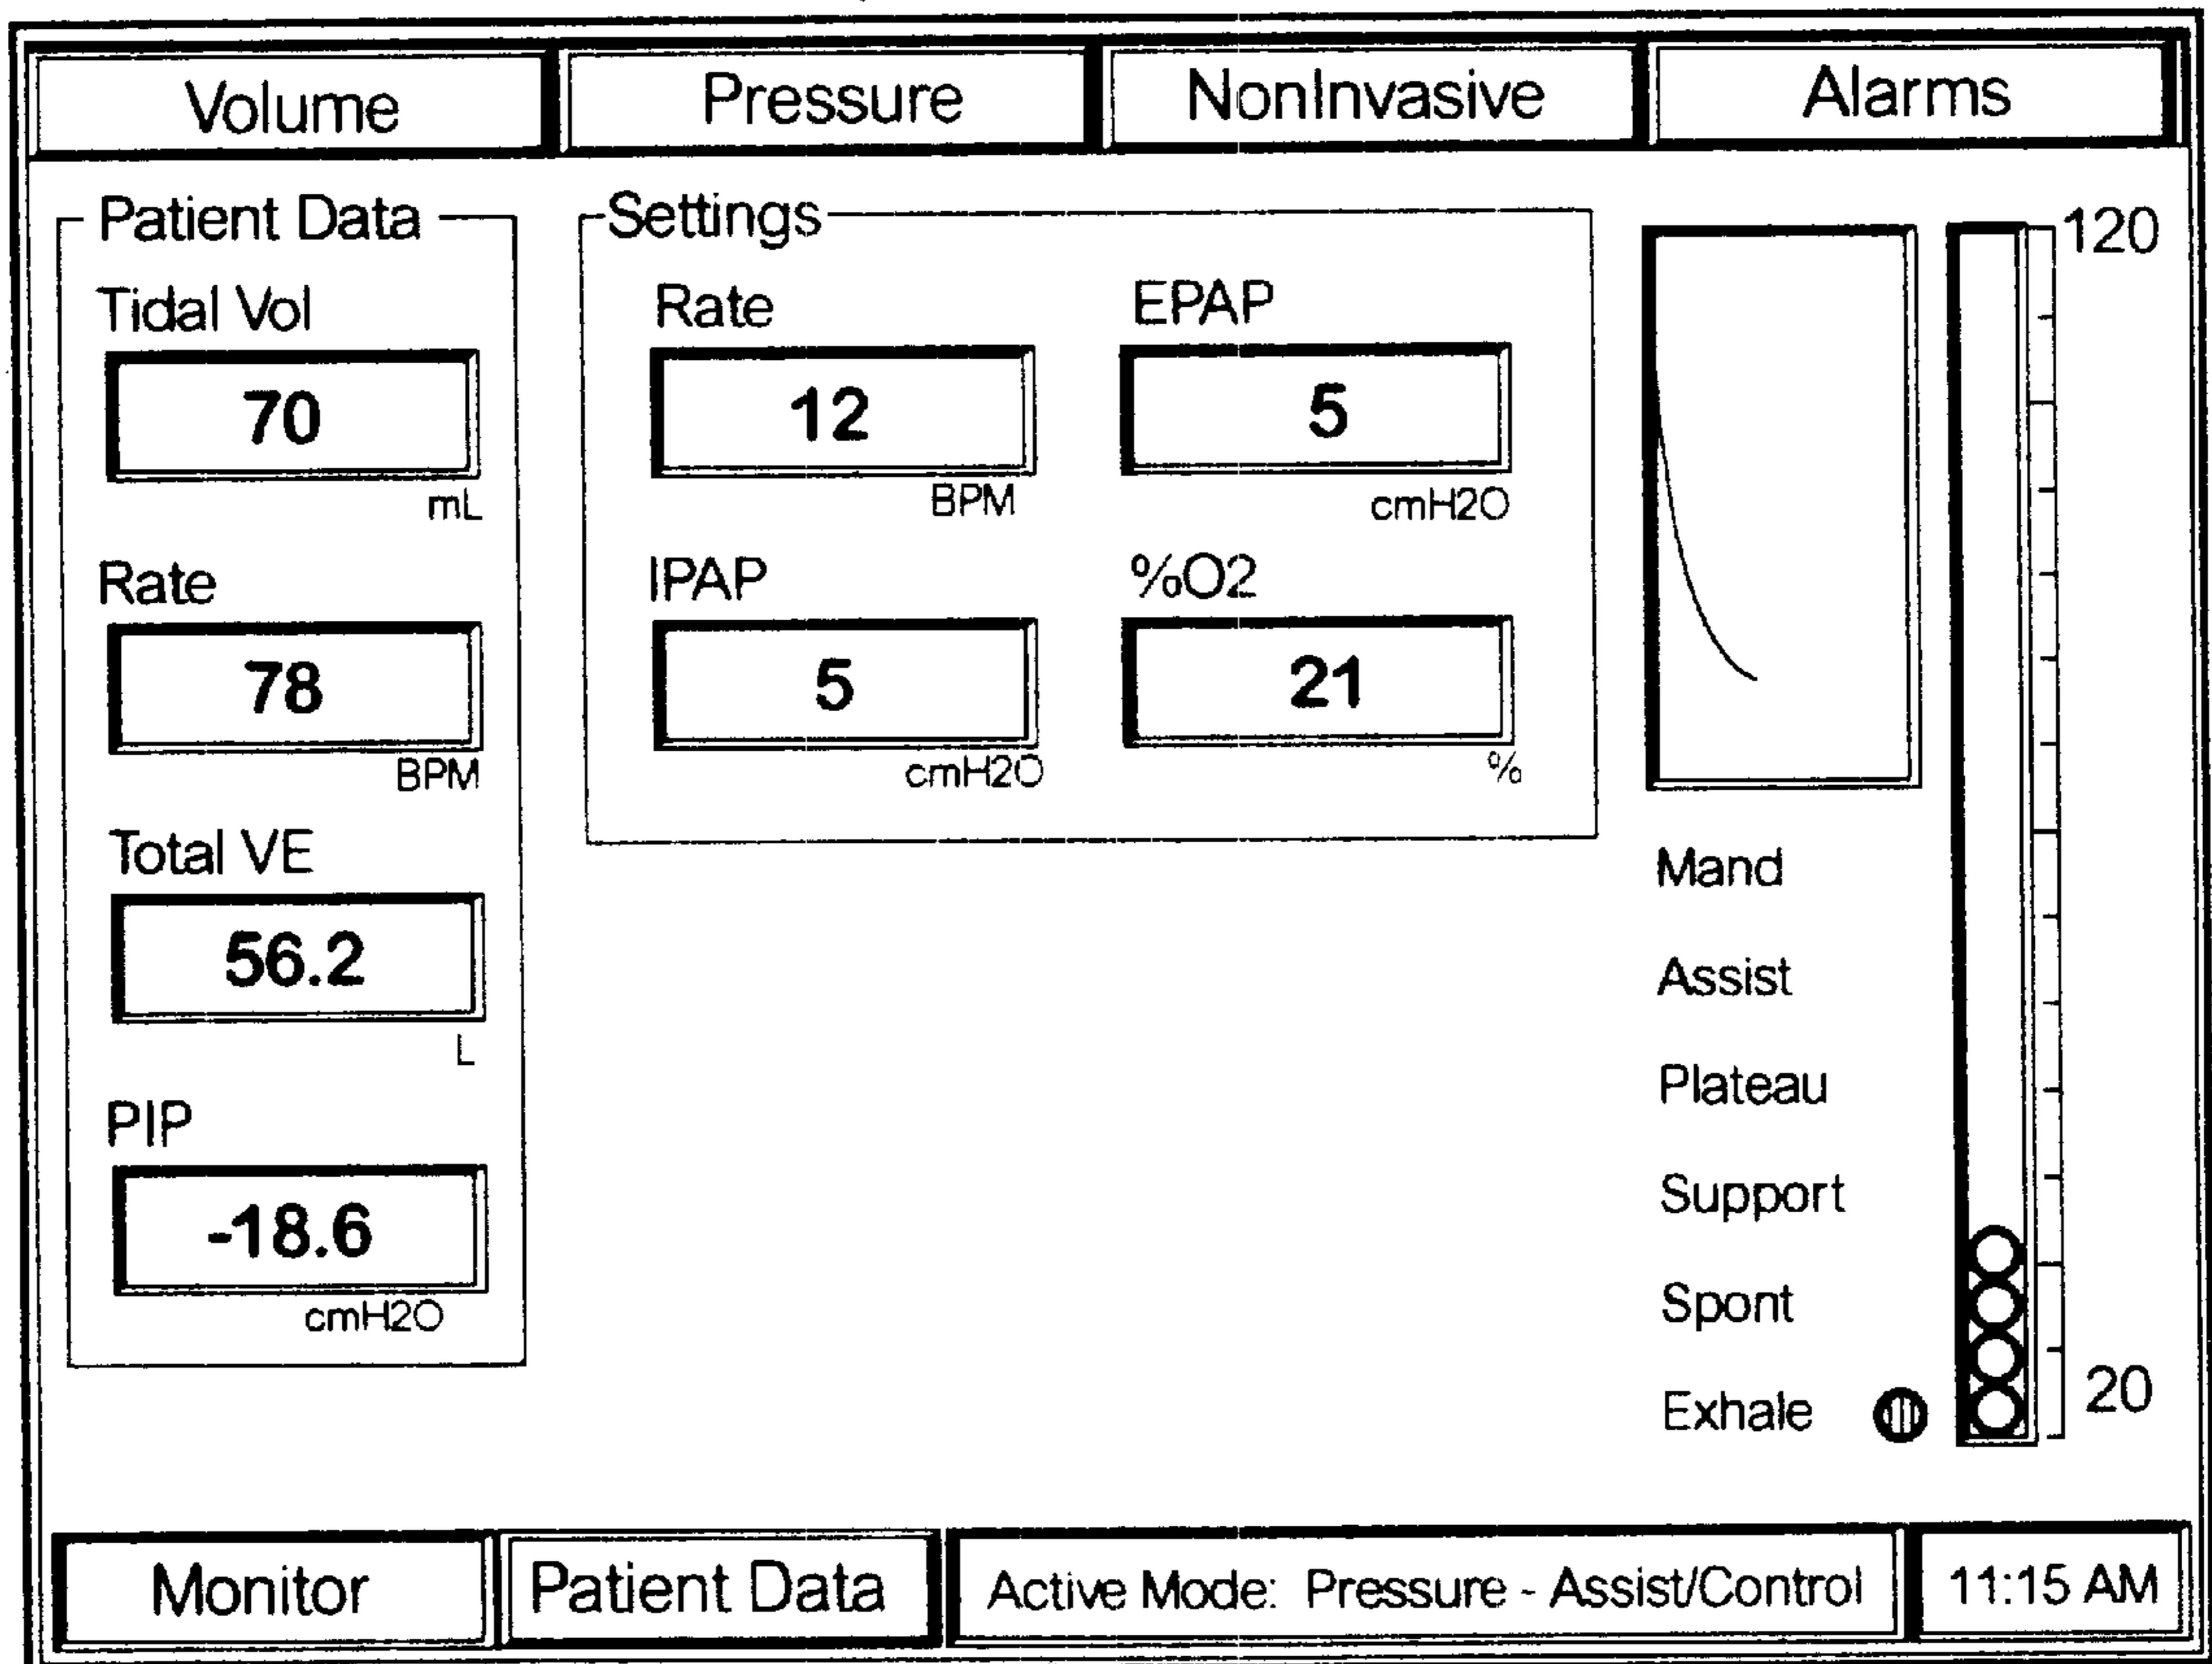 Volume
Pressure
NonInvasive
Alarms
Patient Data
Tidal Vol
70
mL
Rate
78
BPM
Total VE
56.2
L
PIP
-18.6
cmH2O
Settings
Rate
12
BPM
EPAP
5
cmH2O
IPAP
5
cmH2O
%O2
21
%
120
20
Mand
Assist
Plateau
Support
Spont
Exhale
Monitor
Patient Data
Active Mode: Pressure - Assist/Control
11:15 AM